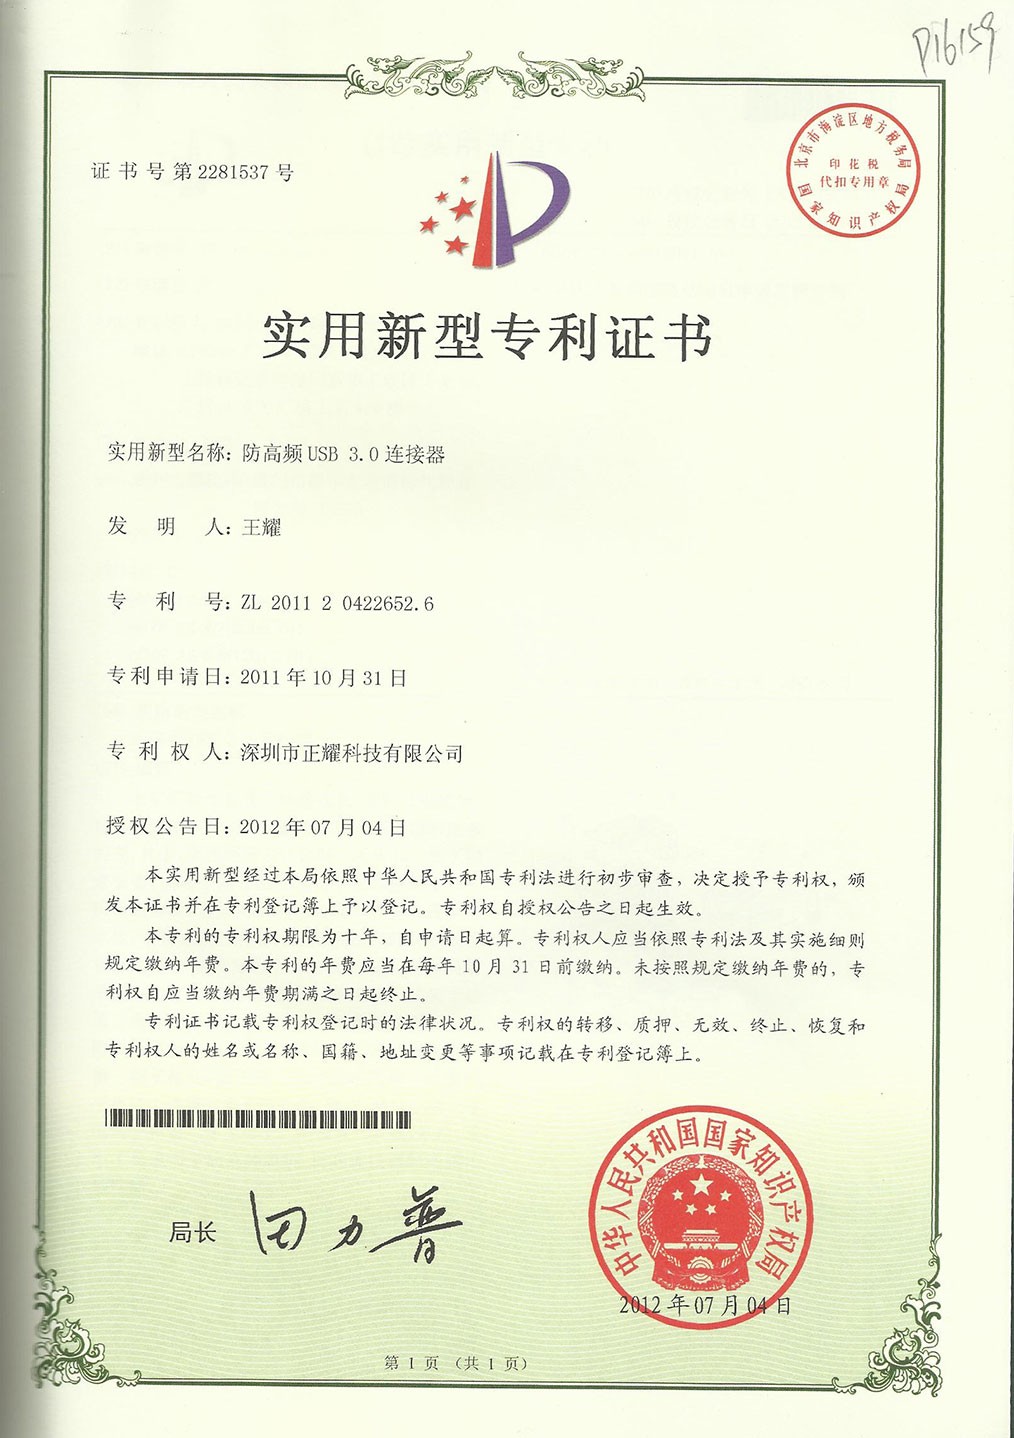 P16159
证书号第2281537号
北京市海淀区地方税务局
印花税
代扣专用章
国家知识产权局
实用新型专利证书
实用新型名称：防高频USB 3.0连接器
发明人：王耀
专利号：ZL 2011 2 0422652.6
专利申请日：2011年10月31日
专利权人：深圳市正耀科技有限公司
授权公告日：2012年07月04日
本实用新型经过本局依照中华人民共和国专利法进行初步审查，决定授予专利权，颁
发本证书并在专利登记簿上予以登记。专利权自授权公告之日起生效。
本专利的专利权期限为十年，自申请日起算。专利权人应当依照专利法及其实施细则
规定缴纳年费。本专利的年费应当在每年10月31日前缴纳。未按照规定缴纳年费的，专
利权自应当缴纳年费期满之日起终止。
专利证书记载专利权登记时的法律状况。专利权的转移、质押、无效、终止、恢复和
专利权人的姓名或名称、国籍、地址变更等事项记载在专利登记簿上。
局长
田力普
中华人民共和国国家知识产权局
2012年07月04日
第1页（共1页）